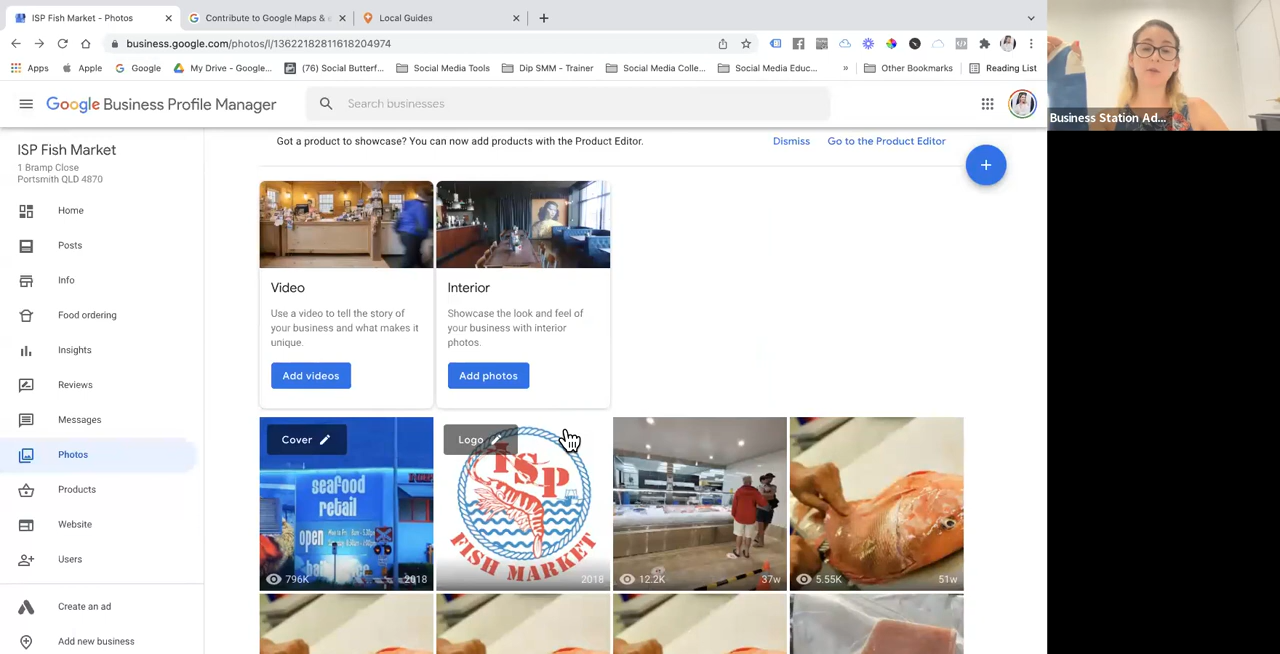 ISP Fish Market - Photos
Contribute to Google Maps & e
Local Guides
business.google.com/photos/l/13622182811618204974
Apps
Apple
Google
My Drive - Google...
(76) Social Butterf...
Social Media Tools
Dip SMM - Trainer
Social Media Colle...
Social Media Educ...
»
Other Bookmarks
Reading List
Google Business Profile Manager
Search businesses
Business Station Ad...
ISP Fish Market
1 Bramp Close
Portsmith QLD 4870
Home
Posts
Info
Food ordering
Insights
Reviews
Messages
Photos
Products
Website
Users
Create an ad
Add new business
Got a product to showcase? You can now add products with the Product Editor.
Dismiss
Go to the Product Editor
Video
Use a video to tell the story of
your business and what makes it
unique.
Add videos
Interior
Showcase the look and feel of
your business with interior
photos.
Add photos
Cover
seafood
retail
open
796K
2018
Logo
ISP
FISH MARKET
2018
12.2K
37w
5.55K
51w